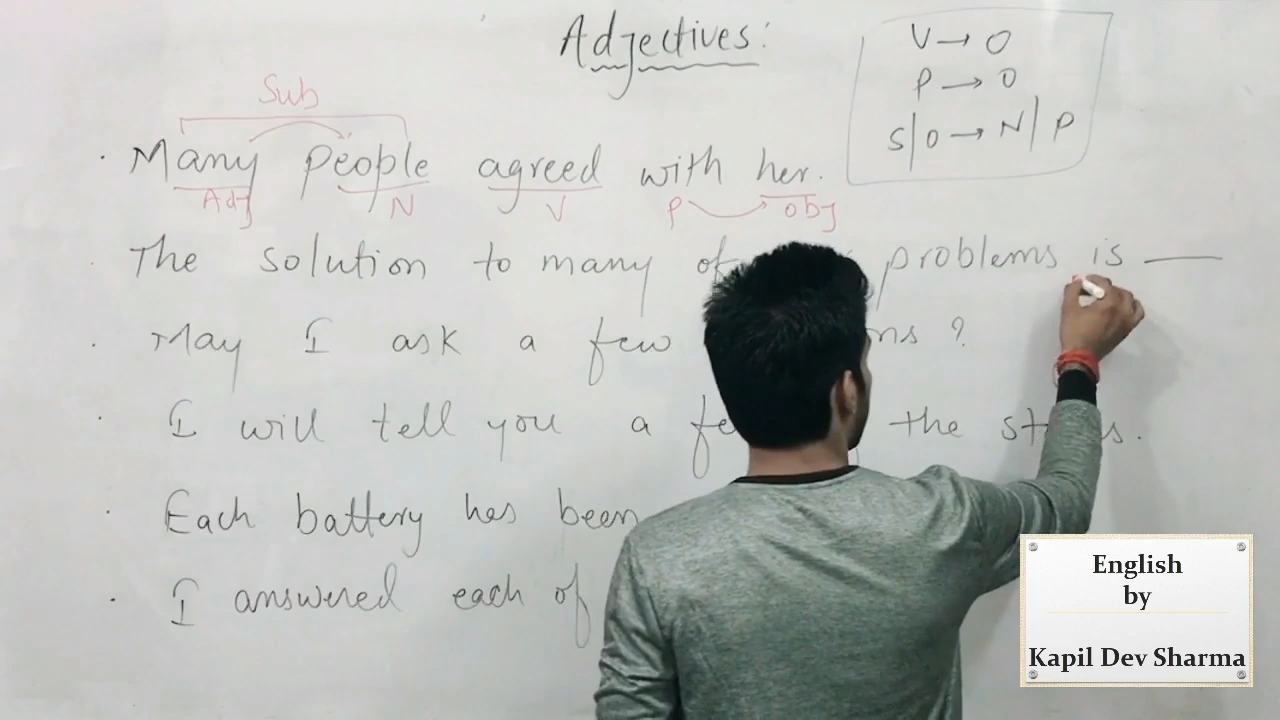 Adjectives:
V → O
P → O
S|O → N|P
Sub
Many people agreed with her.
Adj N V P obj
The solution to many of problems is ——
May I ask a few ?
I will tell you a the
Each battery has been
I answered each of
English
by
Kapil Dev Sharma